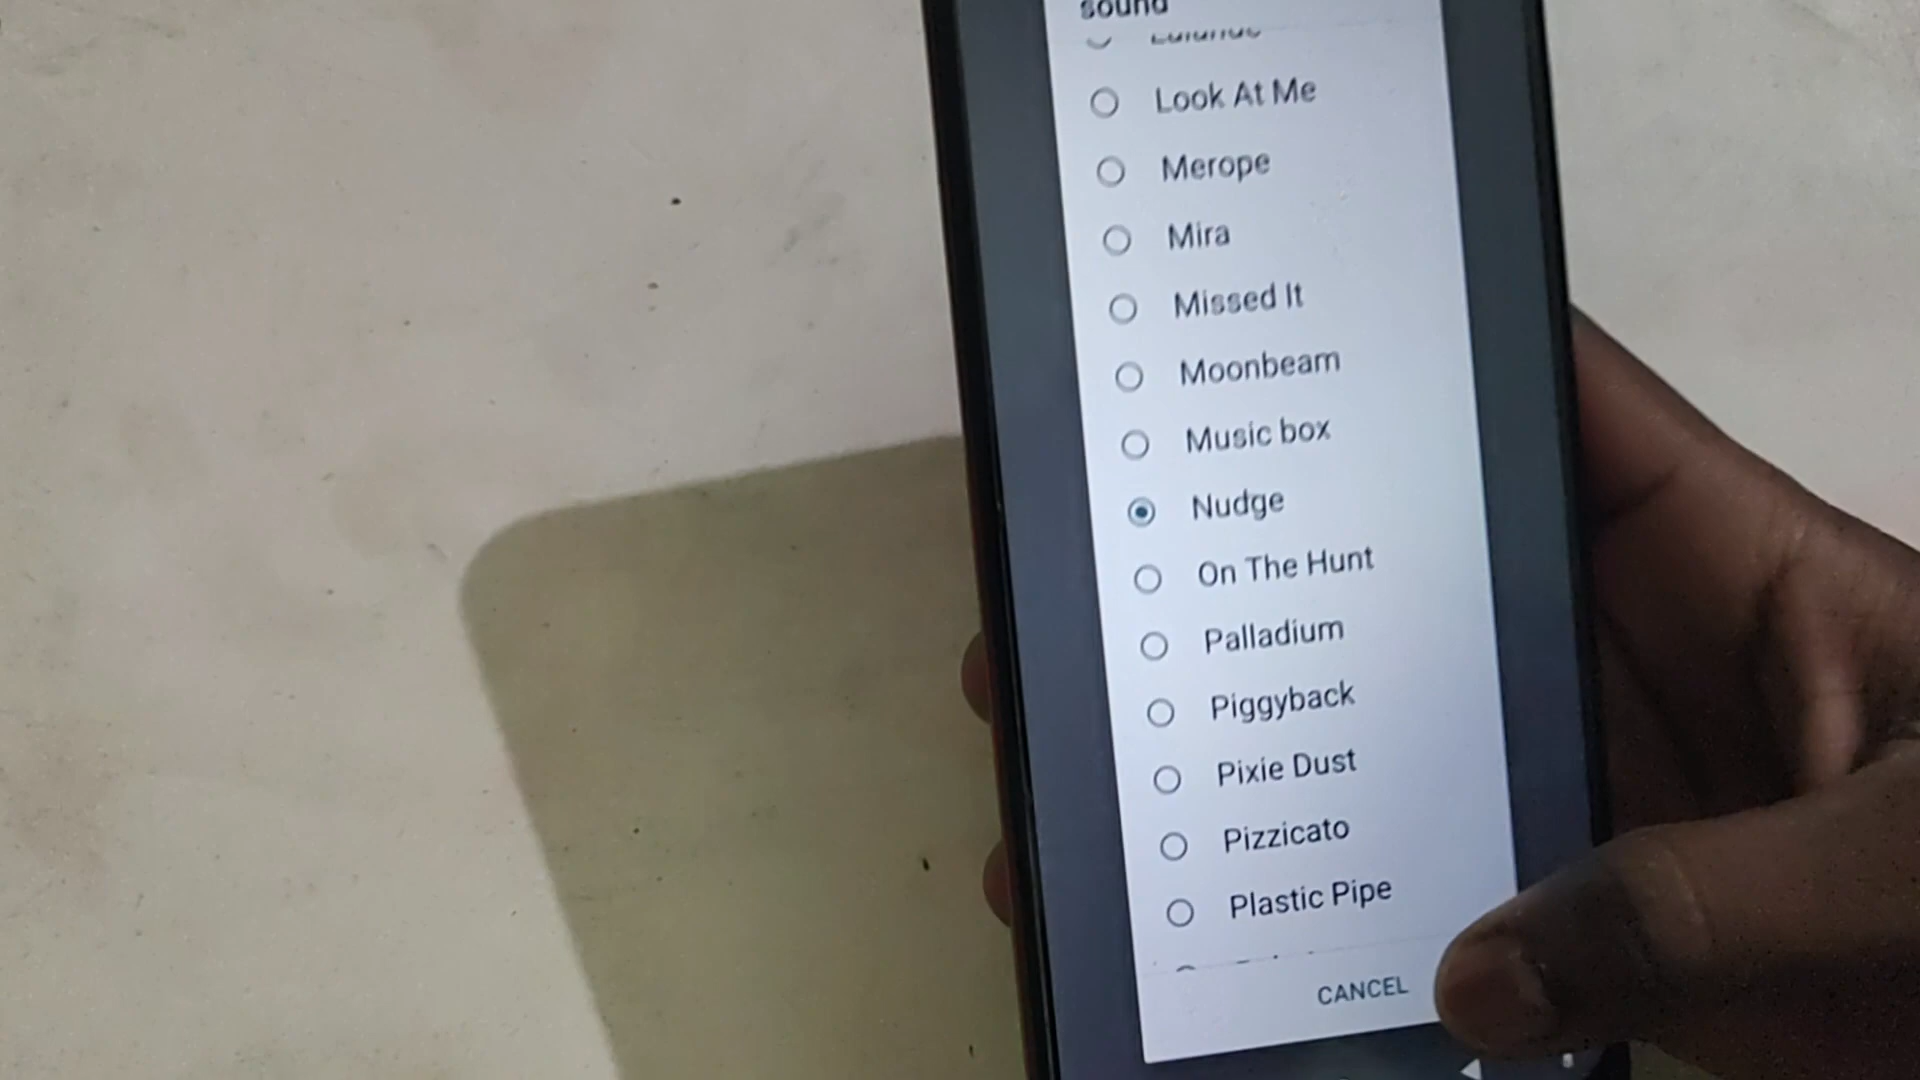 sound
Look At Me
Merope
Mira
Missed It
Moonbeam
Music box
Nudge
On The Hunt
Palladium
Piggyback
Pixie Dust
Pizzicato
Plastic Pipe
CANCEL